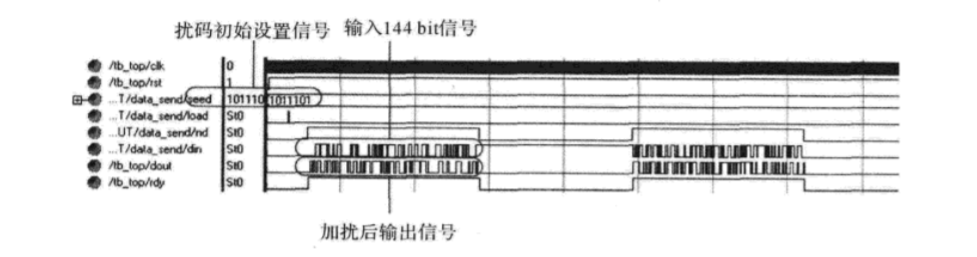 扰码初始设置信号 输入144 bit信号
/tb_top/clk 0
/tb_top/rst 1
...T/data_send/seed 101110 1011101
...T/data_send/load St0
...UT/data_send/nd St0
...T/data_send/din St0
/tb_top/dout St0
/tb_top/rdy St0
加扰后输出信号